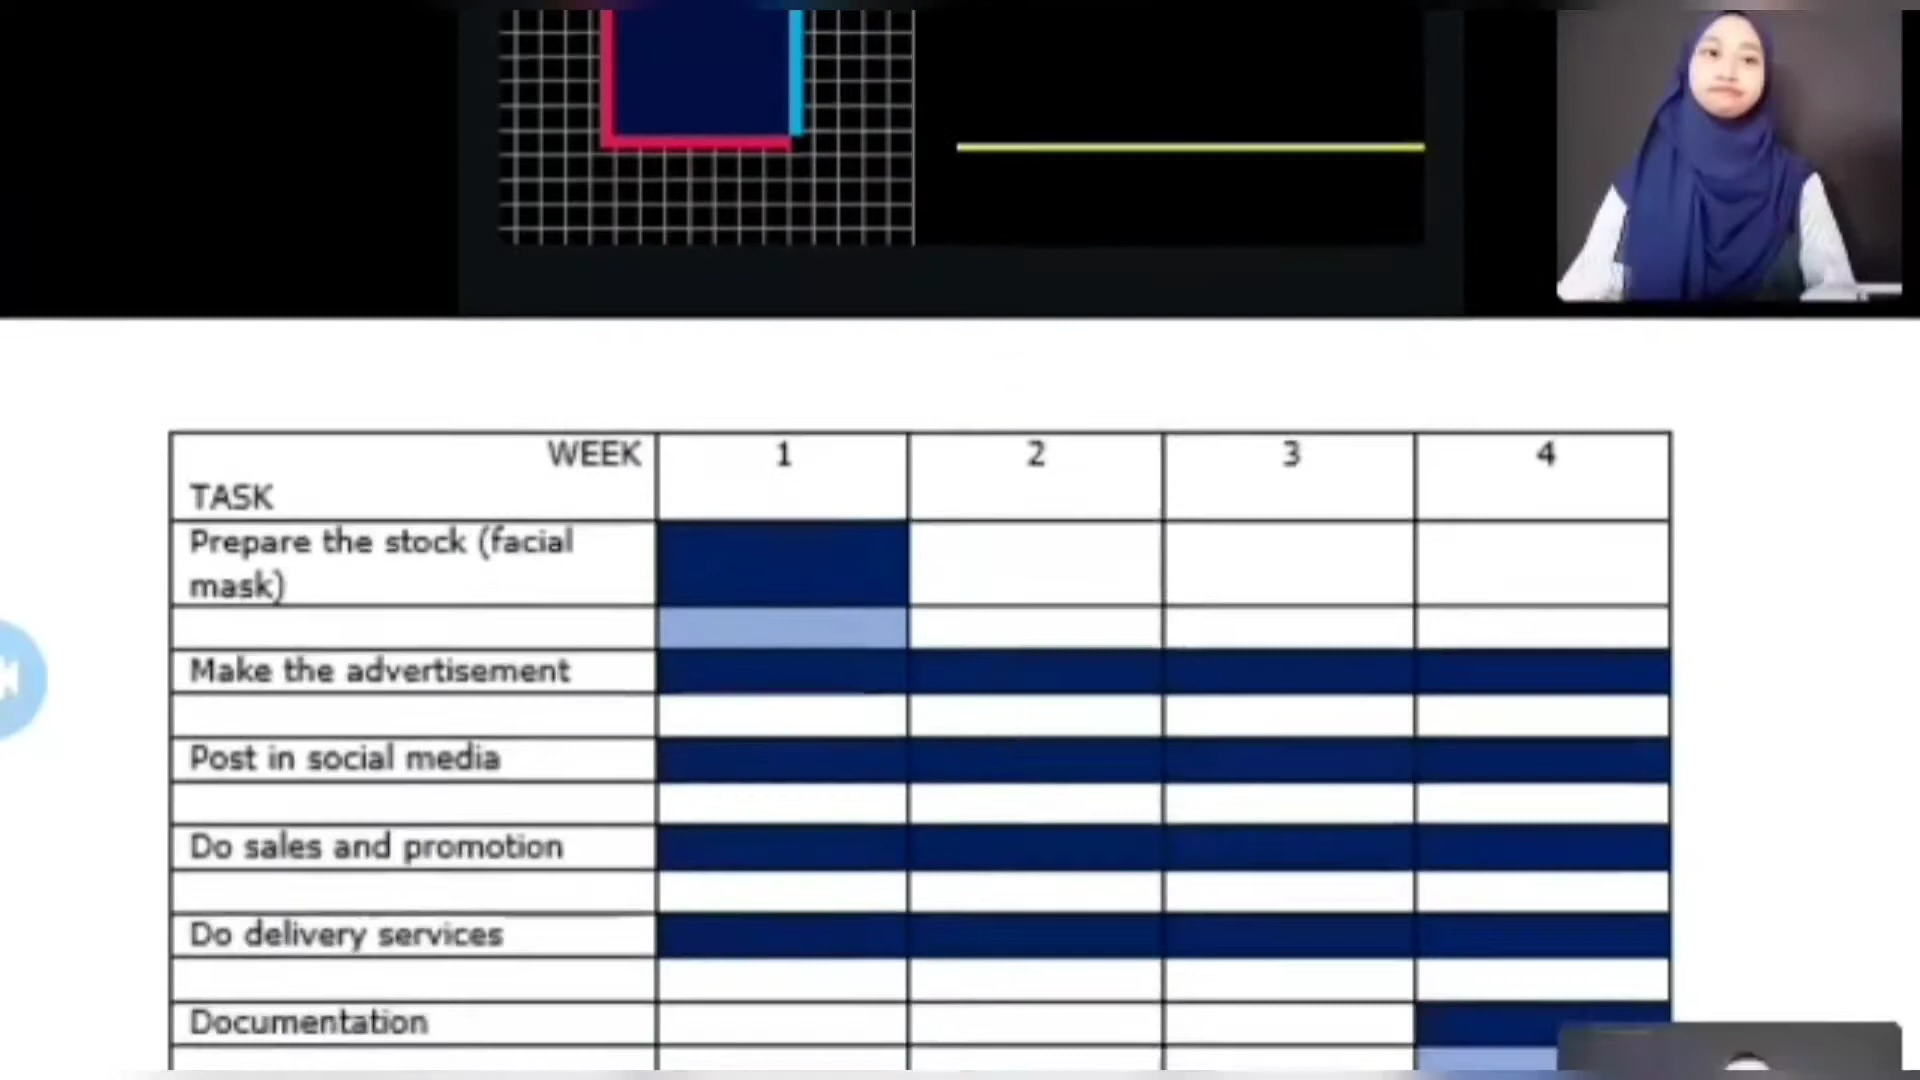 WEEK 1 2 3 4
TASK
Prepare the stock (facial
mask)
Make the advertisement
Post in social media
Do sales and promotion
Do delivery services
Documentation